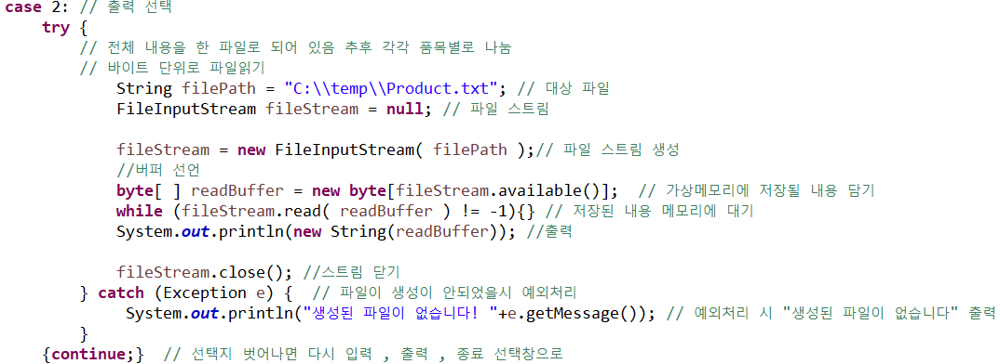 case 2: // 출력 선택
try {
// 전체 내용을 한 파일로 되어 있음 추후 각각 품목별로 나눔
// 바이트 단위로 파일읽기
String filePath = "C:\\temp\\Product.txt"; // 대상 파일
FileInputStream fileStream = null; // 파일 스트림
fileStream = new FileInputStream( filePath );// 파일 스트림 생성
//버퍼 선언
byte[ ] readBuffer = new byte[fileStream.available()]; // 가상메모리에 저장될 내용 담기
while (fileStream.read( readBuffer ) != -1){} // 저장된 내용 메모리에 대기
System.out.println(new String(readBuffer)); //출력
fileStream.close(); //스트림 닫기
} catch (Exception e) { // 파일이 생성이 안되었을시 예외처리
System.out.println("생성된 파일이 없습니다! "+e.getMessage()); // 예외처리 시 "생성된 파일이 없습니다" 출력
}
{continue;} // 선택지 벗어나면 다시 입력 , 출력 , 종료 선택창으로